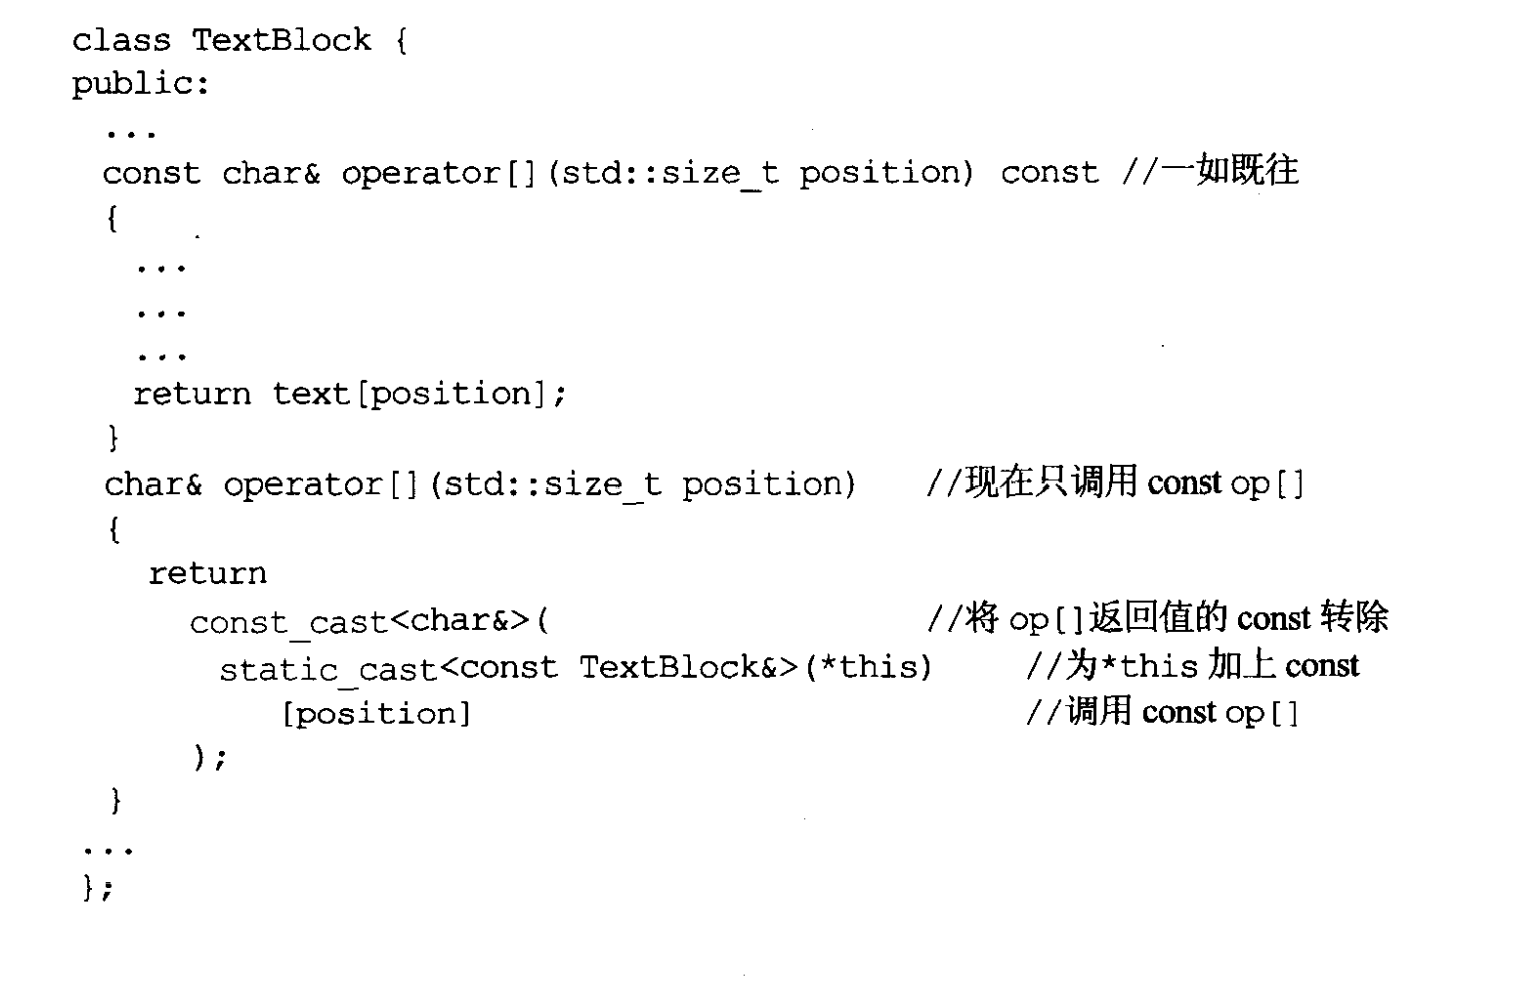 class TextBlock {
public:
...
const char& operator[](std::size_t position) const //一如既往
{
...
...
...
return text[position];
}
char& operator[](std::size_t position) //现在只调用 const op[]
{
return
const_cast<char&>( //将 op[]返回值的 const 转除
static_cast<const TextBlock&>(*this) //为*this 加上 const
[position] //调用 const op[]
);
}
...
};